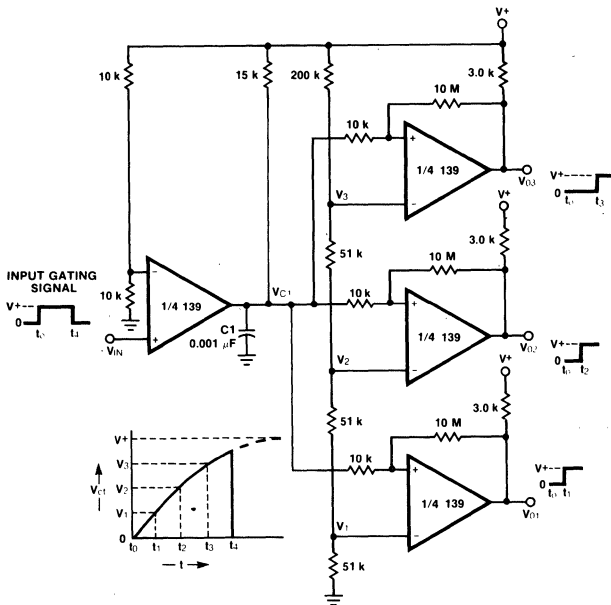 V+
10 k
15 k
200 k
3.0 k
10 M
10 k
+
1/4 139
−
V3
V03
V+
0
t0
t3
V+
3.0 k
51 k
10 M
INPUT GATING
SIGNAL
V+
0
t0
t4
10 k
−
1/4 139
+
VIN
VC1
C1
0.001 µF
10 k
+
1/4 139
−
V2
V02
V+
0
t0
t2
V+
3.0 k
51 k
10 M
10 k
+
1/4 139
−
V1
V01
V+
0
t0
t1
51 k
V+
V3
V2
V1
0
Vc1
t0
t1
t2
t3
t4
t